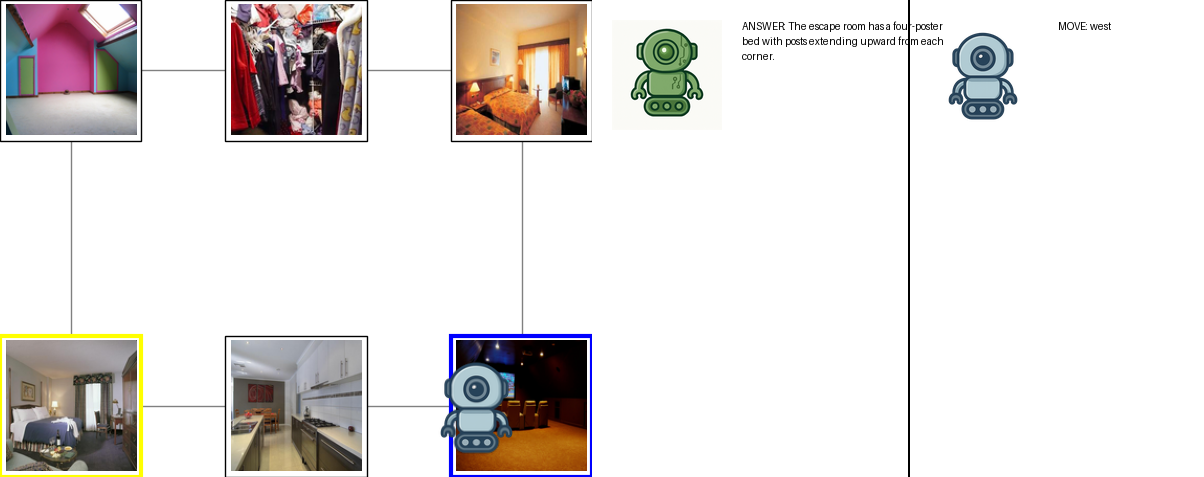 ANSWER: The escape room has a four-poster
bed with posts extending upward from each
corner.
MOVE: west